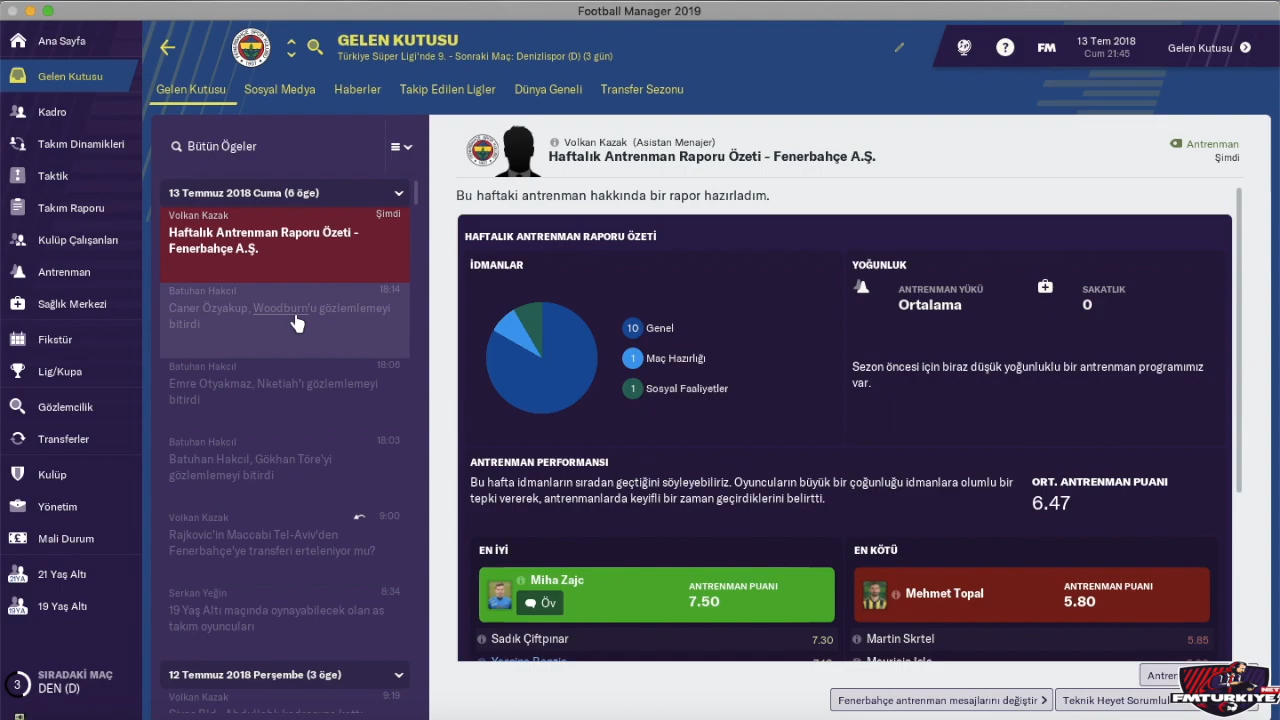 Football Manager 2019
Ana Sayfa
Gelen Kutusu
Kadro
Takım Dinamikleri
Taktik
Takım Raporu
Kulüp Çalışanları
Antrenman
Sağlık Merkezi
Fikstür
Lig/Kupa
Gözlemcilik
Transferler
Kulüp
Yönetim
Mali Durum
21 Yaş Altı
19 Yaş Altı
3
SIRADAKİ MAÇ
DEN (D)
GELEN KUTUSU
Türkiye Süper Ligi'nde 9. - Sonraki Maç: Denizlispor (D) (3 gün)
FM
13 Tem 2018
Cum 21:45
Gelen Kutusu
Gelen Kutusu
Sosyal Medya
Haberler
Takip Edilen Ligler
Dünya Geneli
Transfer Sezonu
Bütün Ögeler
13 Temmuz 2018 Cuma (6 öge)
Volkan Kazak
Şimdi
Haftalık Antrenman Raporu Özeti -
Fenerbahçe A.Ş.
Batuhan Hakcıl
18:14
Caner Özyakup, Woodburn'u gözlemlemeyi
bitirdi
Batuhan Hakcıl
18:06
Emre Otyakmaz, Nketiah'ı gözlemlemeyi
bitirdi
Batuhan Hakcıl
18:03
Batuhan Hakcıl, Gökhan Töre'yi
gözlemlemeyi bitirdi
Volkan Kazak
9:00
Rajkovic'in Maccabi Tel-Aviv'den
Fenerbahçe'ye transferi erteleniyor mu?
Serkan Yeğin
8:34
19 Yaş Altı maçında oynayabilecek olan as
takım oyuncuları
12 Temmuz 2018 Perşembe (3 öge)
Volkan Kazak
9:19
Volkan Kazak (Asistan Menajer)
Haftalık Antrenman Raporu Özeti - Fenerbahçe A.Ş.
Antrenman
Şimdi
Bu haftaki antrenman hakkında bir rapor hazırladım.
HAFTALIK ANTRENMAN RAPORU ÖZETİ
İDMANLAR
10 Genel
1 Maç Hazırlığı
1 Sosyal Faaliyetler
YOĞUNLUK
ANTRENMAN YÜKÜ
Ortalama
SAKATLIK
0
Sezon öncesi için biraz düşük yoğunluklu bir antrenman programımız
var.
ANTRENMAN PERFORMANSI
Bu hafta idmanların sıradan geçtiğini söyleyebiliriz. Oyuncuların büyük bir çoğunluğu idmanlara olumlu bir
tepki vererek, antrenmanlarda keyifli bir zaman geçirdiklerini belirtti.
ORT. ANTRENMAN PUANI
6.47
EN İYİ
Miha Zajc
Öv
ANTRENMAN PUANI
7.50
Sadık Çiftpınar
7.30
EN KÖTÜ
Mehmet Topal
ANTRENMAN PUANI
5.80
Martin Skrtel
5.85
Antren
Fenerbahçe antrenman mesajlarını değiştir
Teknik Heyet Sorumlul
FMTURKIYE.NET